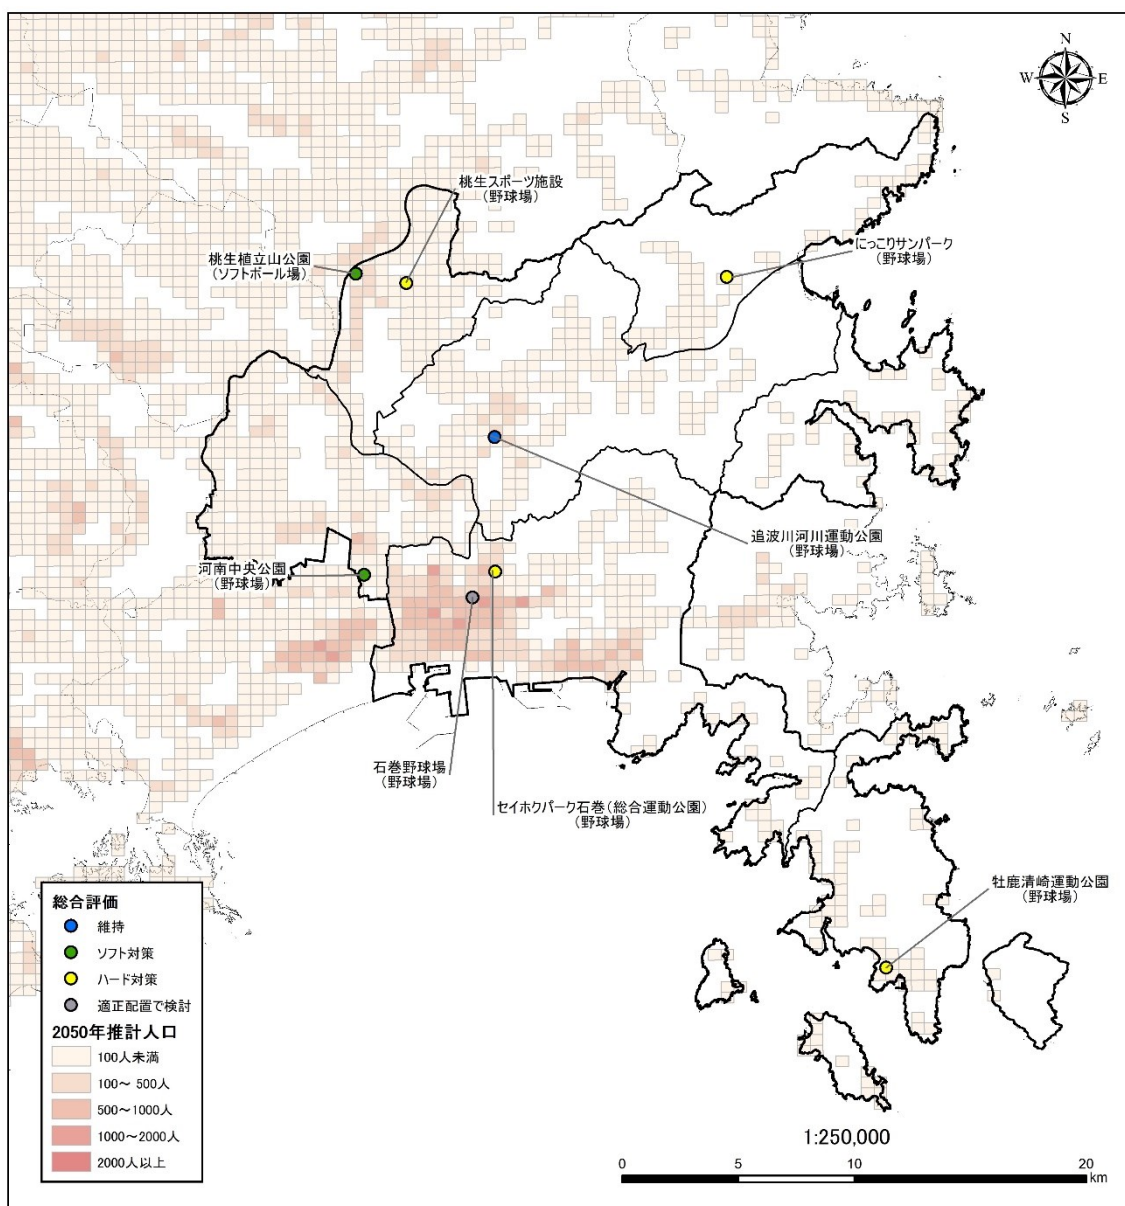 N
W
E
S
桃生スポーツ施設
(野球場)
桃生植立山公園
(ソフトボール場)
にっこりサンパーク
(野球場)
追波川河川運動公園
(野球場)
河南中央公園
(野球場)
石巻野球場
(野球場)
セイホクパーク石巻(総合運動公園)
(野球場)
牡鹿清崎運動公園
(野球場)
総合評価
維持
ソフト対策
ハード対策
適正配置で検討
2050年推計人口
100人未満
100~ 500人
500~1000人
1000~2000人
2000人以上
1:250,000
0 5 10 20
km